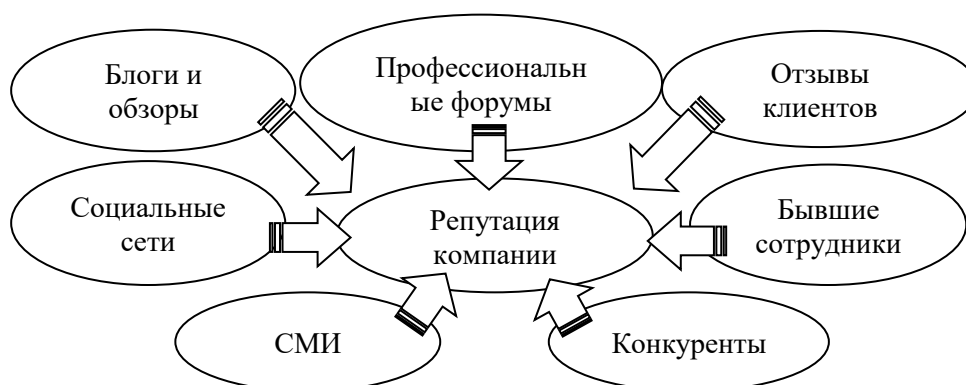 Блоги и
обзоры
Профессиональн
ые форумы
Отзывы
клиентов
Социальные
сети
Репутация
компании
Бывшие
сотрудники
СМИ
Конкуренты